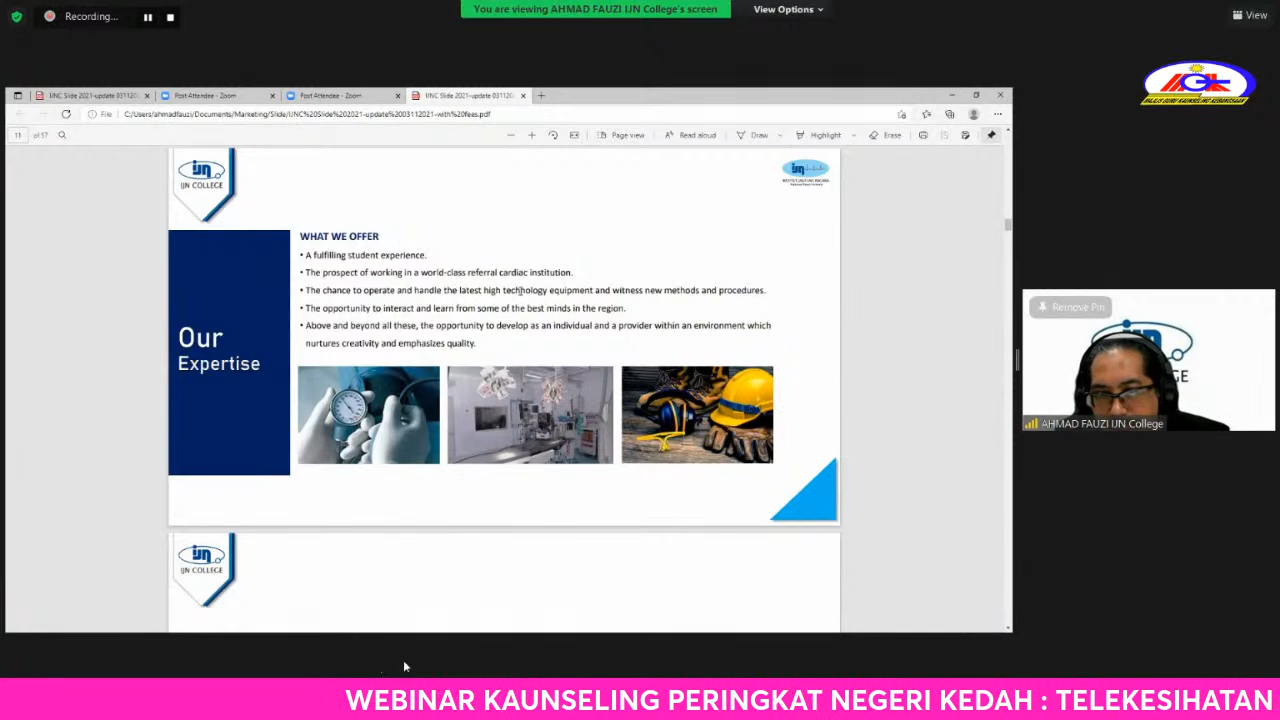 Recording...
You are viewing AHMAD FAUZI IJN College's screen
View Options
View
IJNC Slide 2021-update 031120
Post Attendee - Zoom
Post Attendee - Zoom
IJNC Slide 2021-update 031120
File
C:/Users/ahmadfauzi/Documents/Marketing/Slide/IJNC%20Slide%202021-update%2003112021-with%20fees.pdf
11 of 57
Page view
Read aloud
Draw
Highlight
Erase
IJN
IJN COLLEGE
IJN
WHAT WE OFFER
• A fulfilling student experience.
• The prospect of working in a world-class referral cardiac institution.
• The chance to operate and handle the latest high technology equipment and witness new methods and procedures.
• The opportunity to interact and learn from some of the best minds in the region.
• Above and beyond all these, the opportunity to develop as an individual and a provider within an environment which
nurtures creativity and emphasizes quality.
Our
Expertise
IJN
IJN COLLEGE
Remove Pin
AHMAD FAUZI IJN College
WEBINAR KAUNSELING PERINGKAT NEGERI KEDAH : TELEKESIHATAN